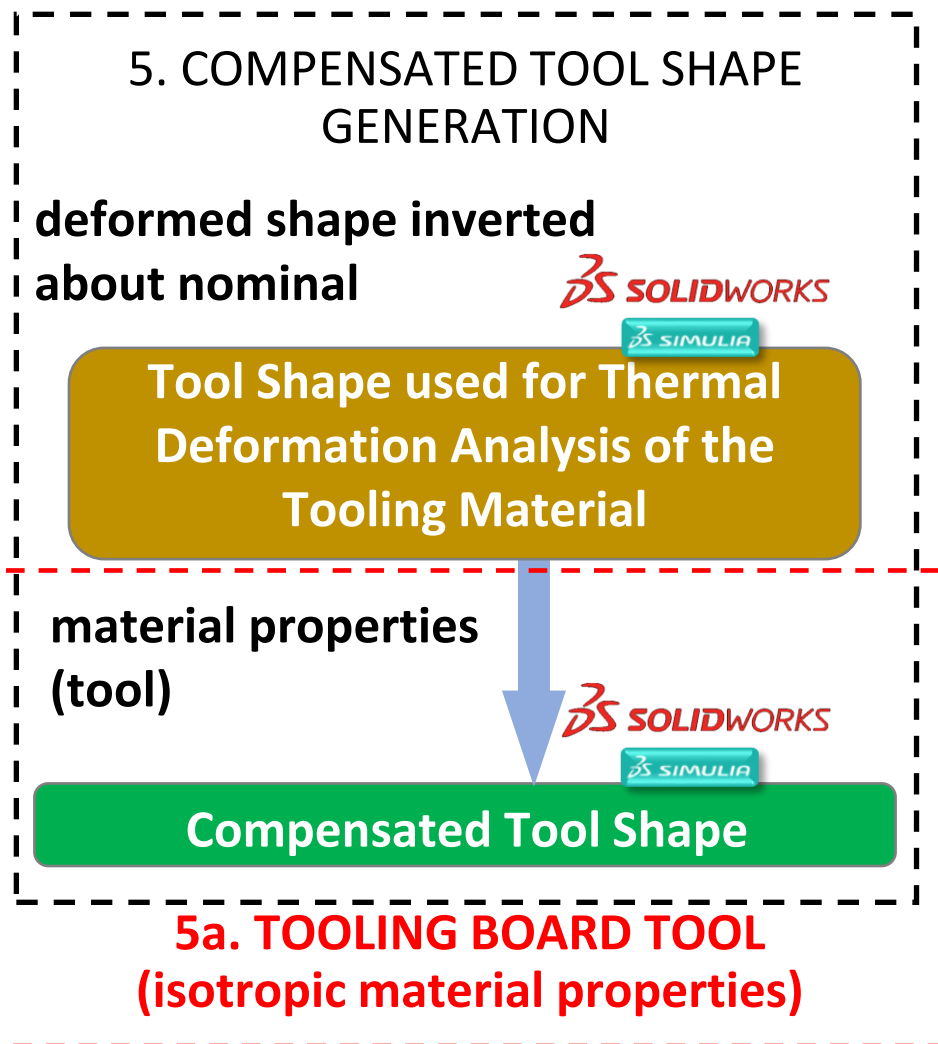 5. COMPENSATED TOOL SHAPE
GENERATION
deformed shape inverted
about nominal
SOLIDWORKS
SIMULIA
Tool Shape used for Thermal
Deformation Analysis of the
Tooling Material
material properties
(tool)
SOLIDWORKS
SIMULIA
Compensated Tool Shape
5a. TOOLING BOARD TOOL
(isotropic material properties)